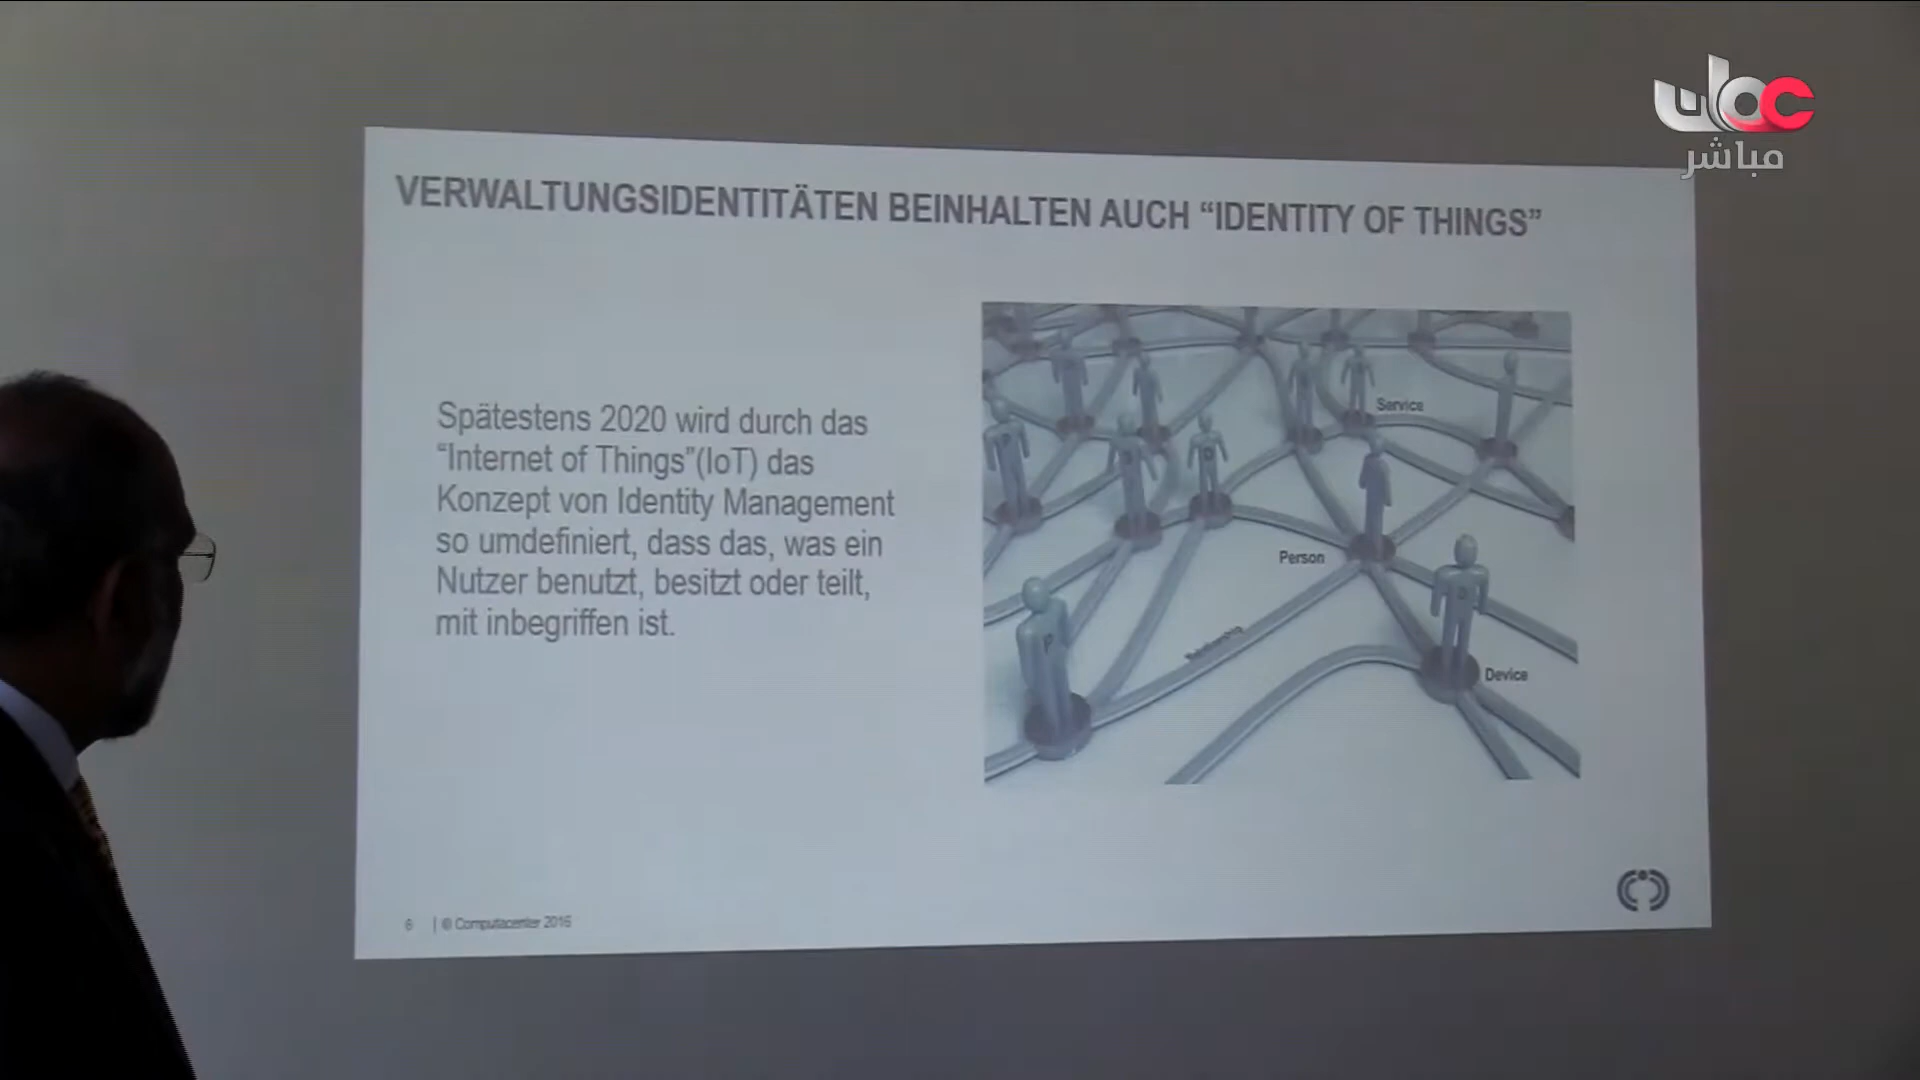 عمان
مباشر
VERWALTUNGSIDENTITÄTEN BEINHALTEN AUCH “IDENTITY OF THINGS”
Spätestens 2020 wird durch das
“Internet of Things”(IoT) das
Konzept von Identity Management
so umdefiniert, dass das, was ein
Nutzer benutzt, besitzt oder teilt,
mit inbegriffen ist.
Service
Person
Relationship
Device
6 | © Computacenter 2016